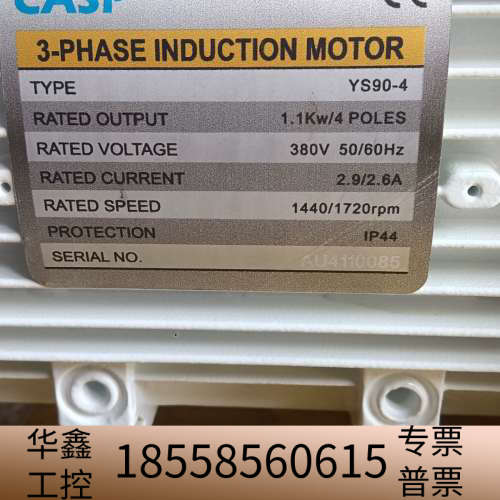 CASP
3-PHASE INDUCTION MOTOR
TYPE YS90-4
RATED OUTPUT 1.1Kw/4 POLES
RATED VOLTAGE 380V 50/60Hz
RATED CURRENT 2.9/2.6A
RATED SPEED 1440/1720rpm
PROTECTION IP44
SERIAL NO. AU4110085
华鑫工控 18558560615 专票普票